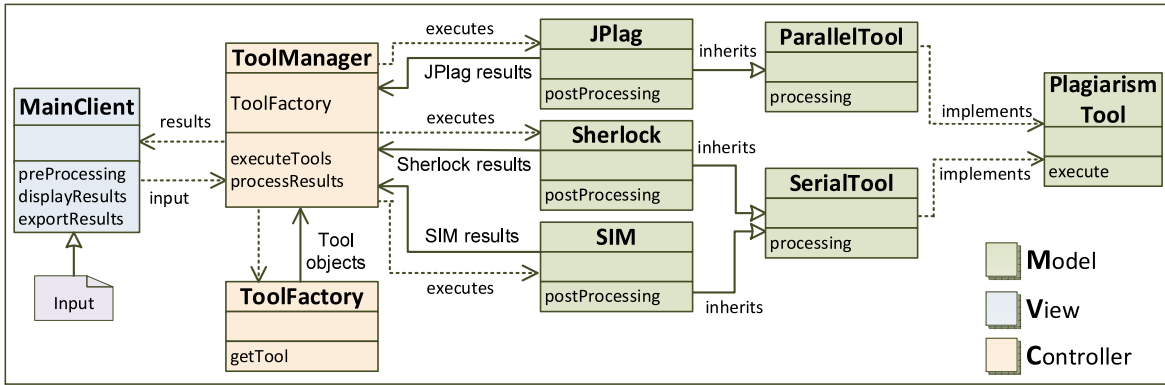 MainClient
preProcessing
displayResults
exportResults
Input
results
input
ToolManager
ToolFactory
executeTools
processResults
Tool
objects
ToolFactory
getTool
executes
JPlag results
executes
Sherlock results
SIM results
executes
JPlag
postProcessing
Sherlock
postProcessing
SIM
postProcessing
inherits
inherits
inherits
ParallelTool
processing
SerialTool
processing
implements
implements
Plagiarism
Tool
execute
Model
View
Controller